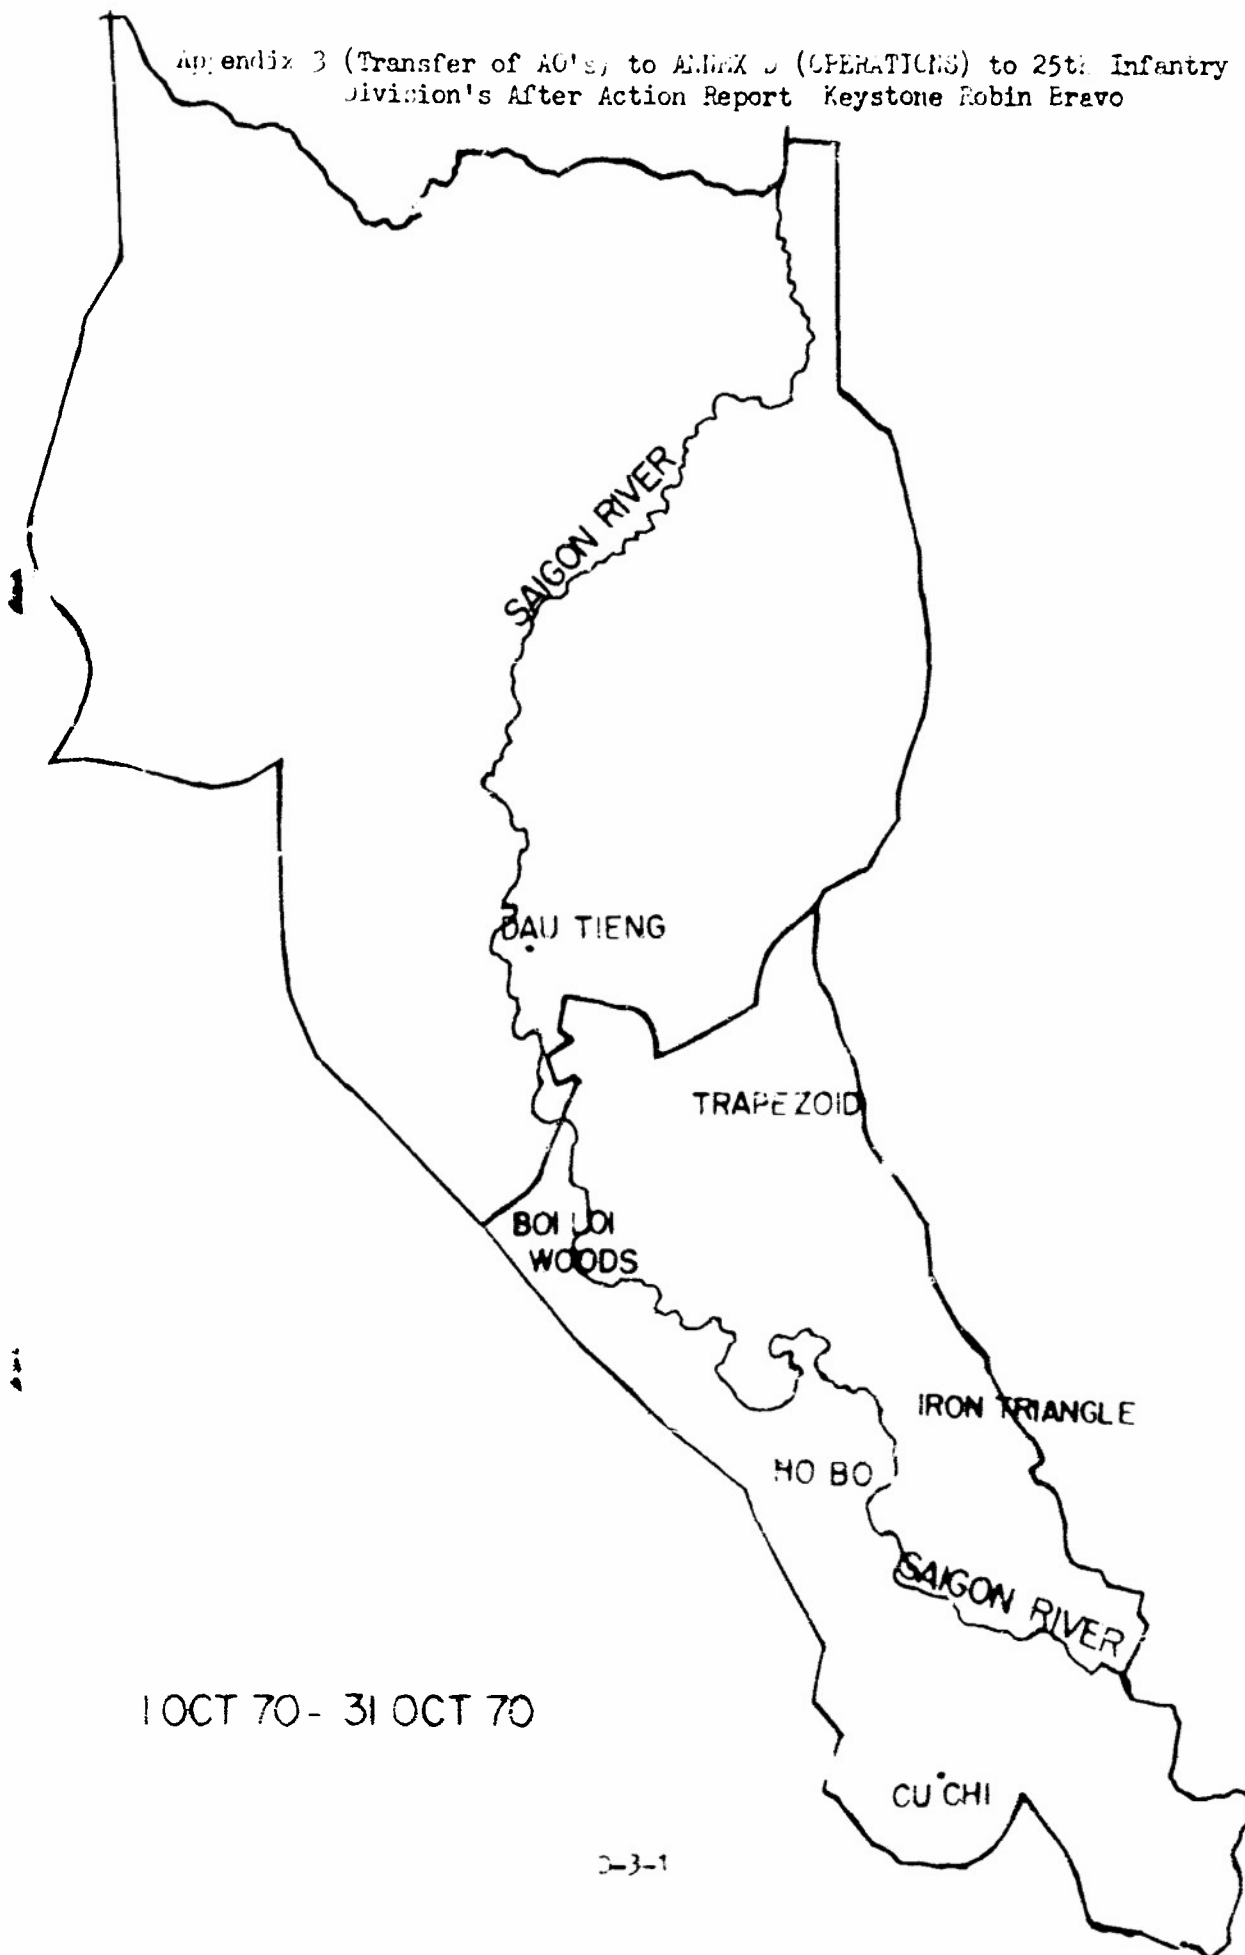 Appendix 3 (Transfer of AO's) to ANNEX D (OPERATIONS) to 25th Infantry
Division's After Action Report Keystone Robin Bravo
SAIGON RIVER
DAU TIENG
TRAPEZOID
BOI LOI
WOODS
IRON TRIANGLE
HO BO
SAIGON RIVER
1 OCT 70 - 31 OCT 70
CU CHI
D-3-1